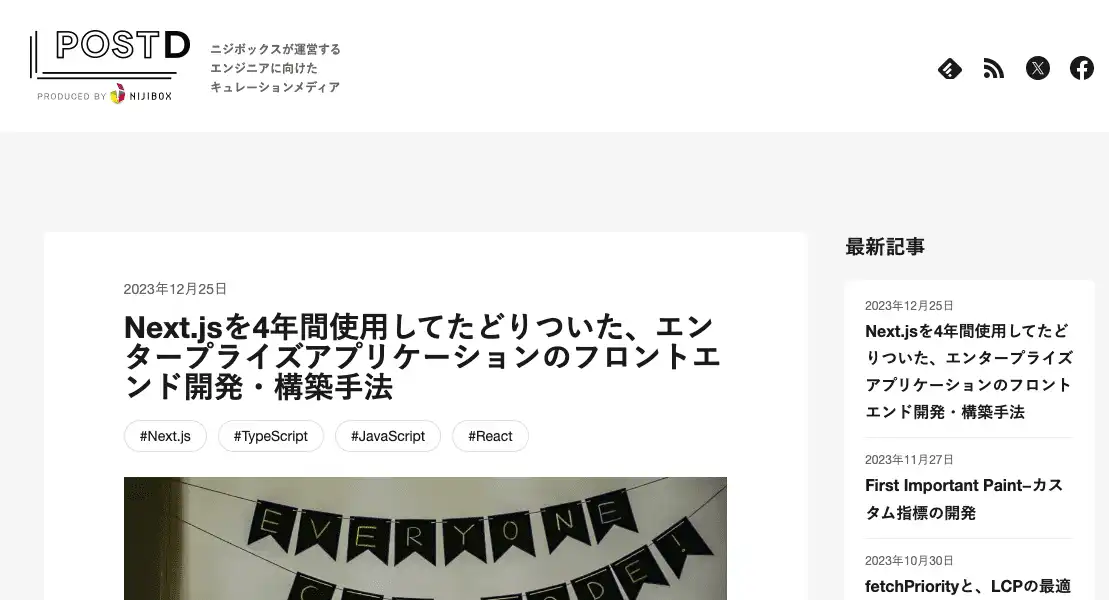 POSTD
PRODUCED BY NIJIBOX
ニジボックスが運営する
エンジニアに向けた
キュレーションメディア
2023年12月25日
Next.jsを4年間使用してたどりついた、エン
タープライズアプリケーションのフロントエ
ンド開発・構築手法
#Next.js
#TypeScript
#JavaScript
#React
EVERYONE
最新記事
2023年12月25日
Next.jsを4年間使用してたど
りついた、エンタープライズ
アプリケーションのフロント
エンド開発・構築手法
2023年11月27日
First Important Paint–カス
タム指標の開発
2023年10月30日
fetchPriorityと、LCPの最適